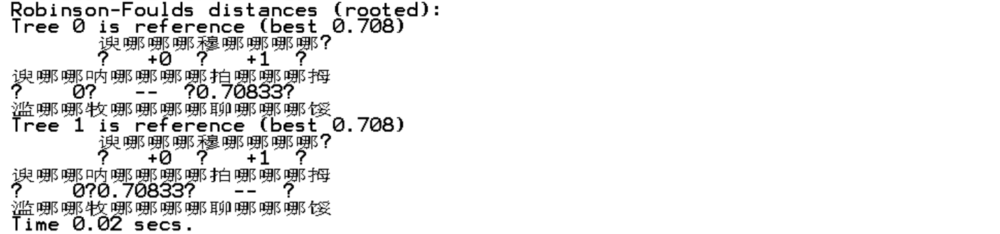 Robinson-Foulds distances (rooted):
Tree 0 is reference (best 0.708)
谀哪哪哪穆哪哪哪哪?
?   +0  ?   +1  ?
谀哪哪呐哪哪哪哪拍哪哪哪拇
?    0?   --  ?0.70833?
滥哪哪牧哪哪哪哪聊哪哪哪馁
Tree 1 is reference (best 0.708)
谀哪哪哪穆哪哪哪哪?
?   +0  ?   +1  ?
谀哪哪呐哪哪哪哪拍哪哪哪拇
?    0?0.70833?   --  ?
滥哪哪牧哪哪哪哪聊哪哪哪馁
Time 0.02 secs.